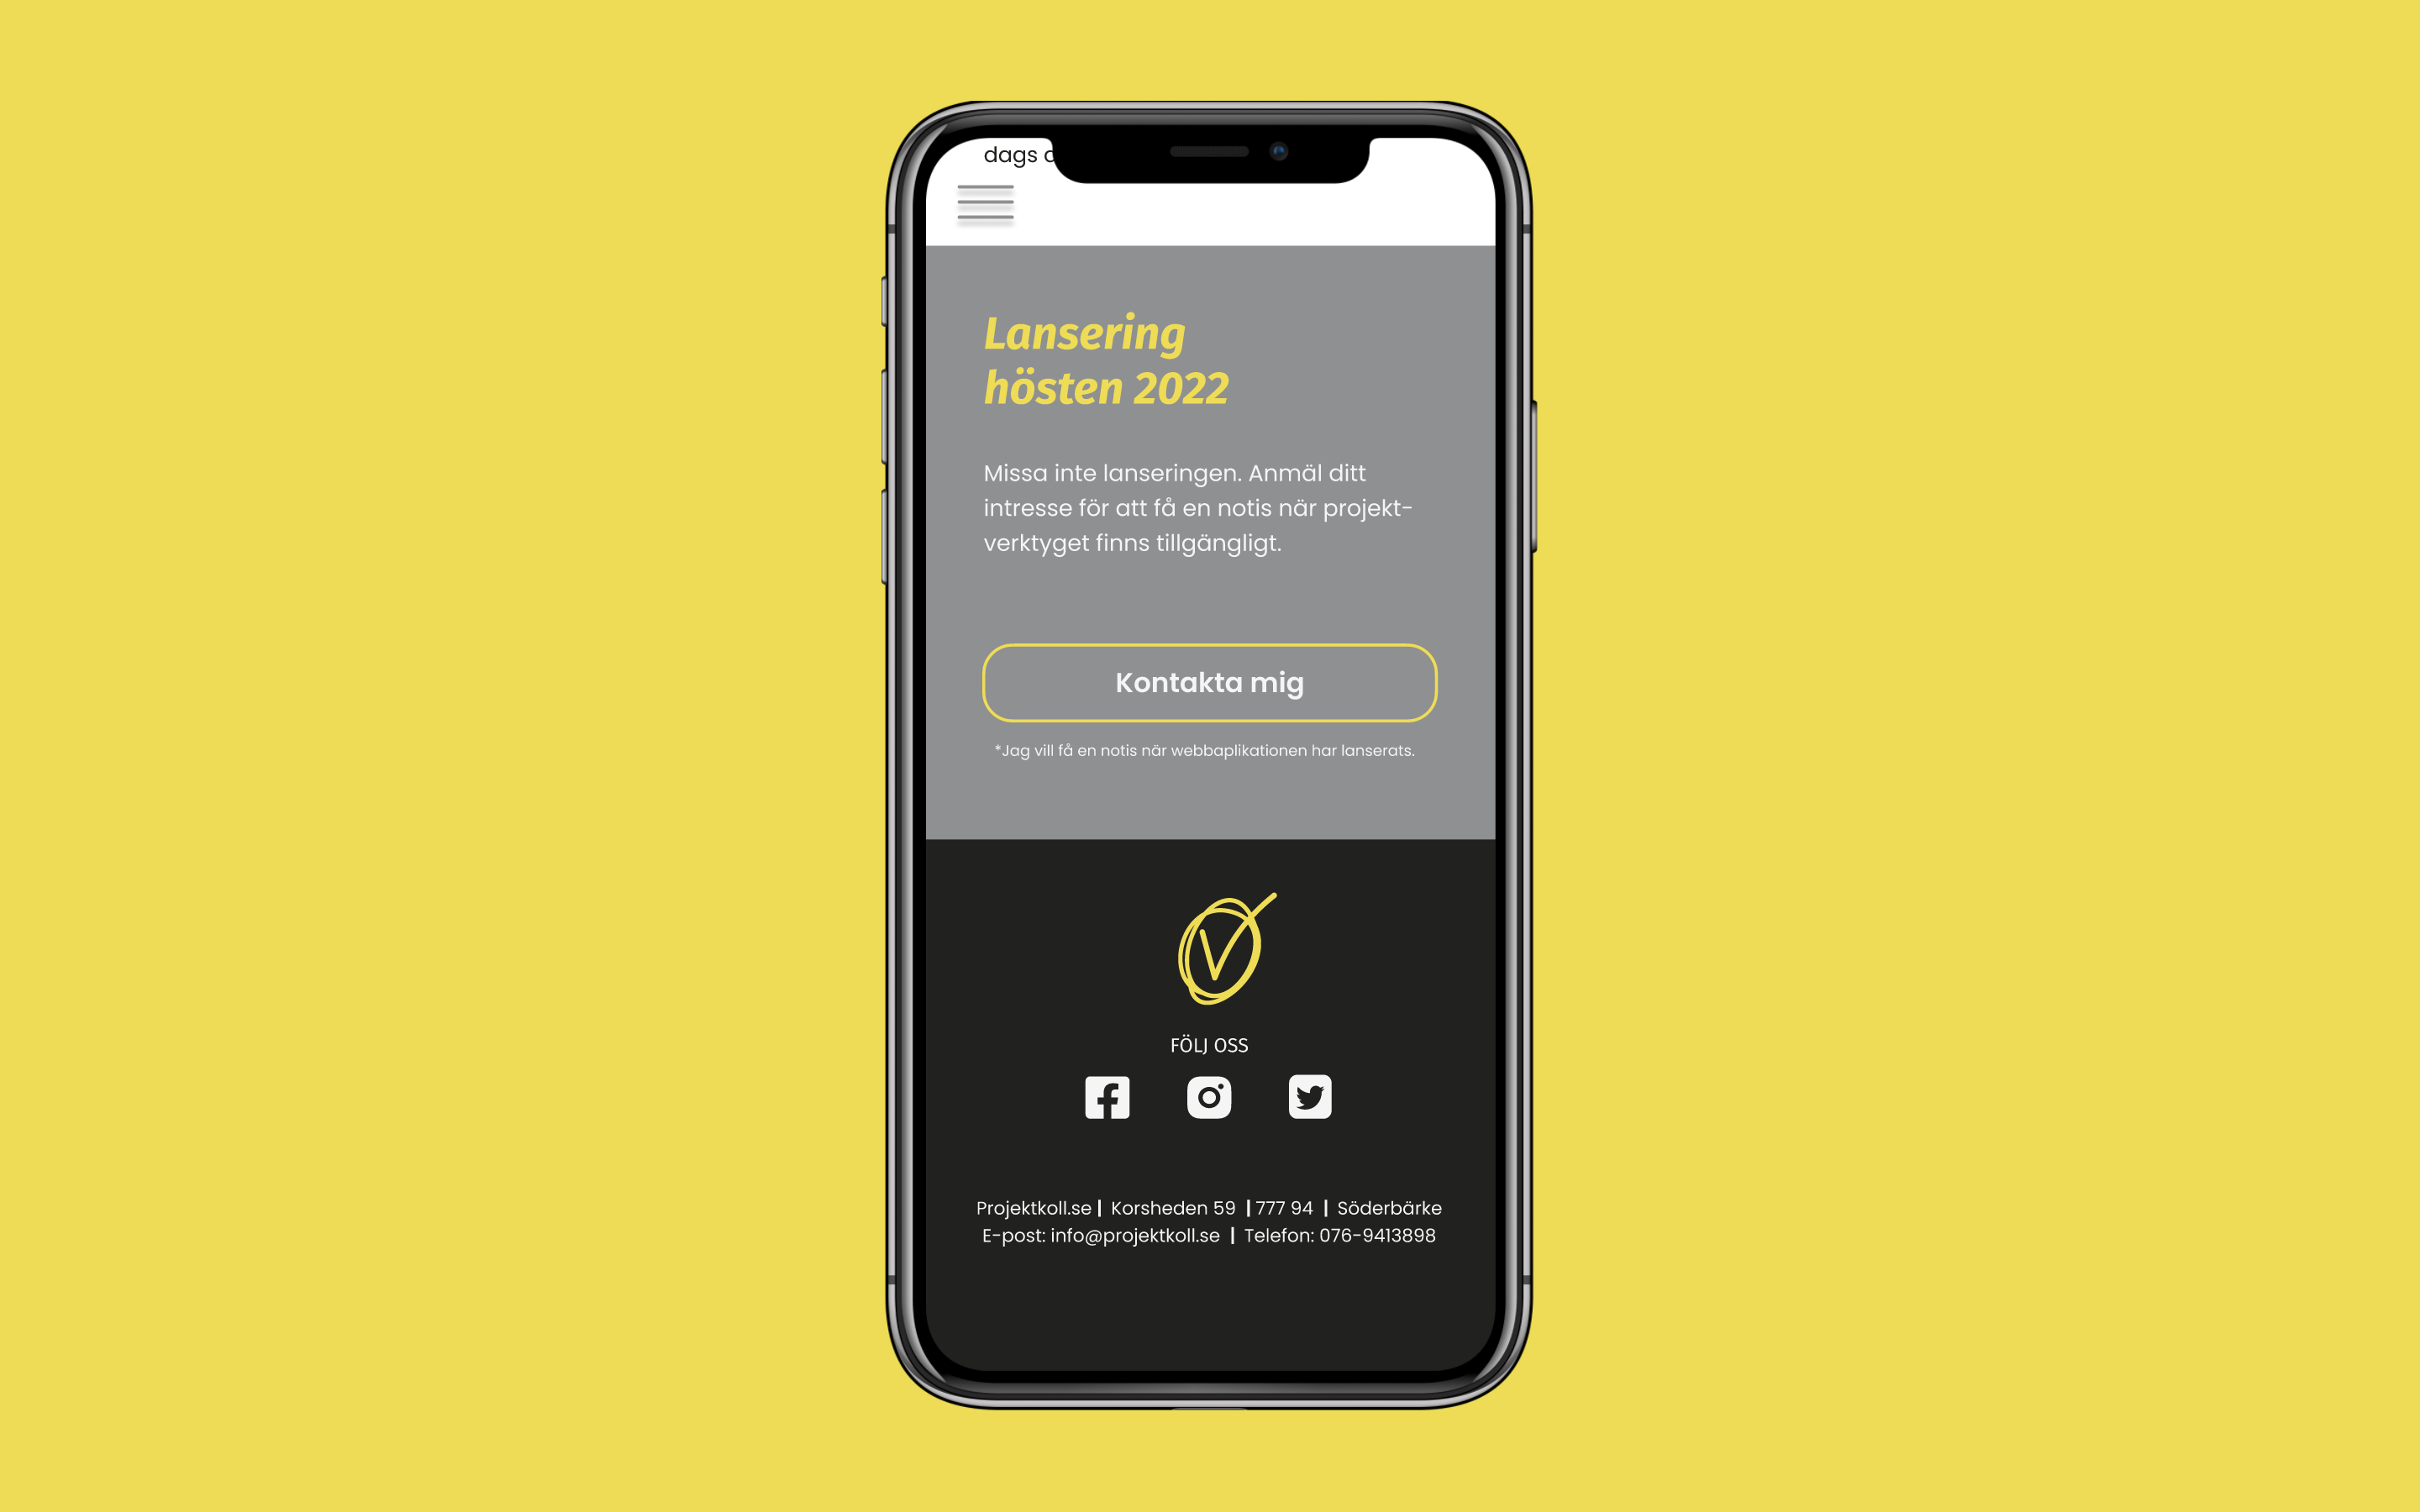 dags
Lansering
hösten 2022
Missa inte lanseringen. Anmäl ditt
intresse för att få en notis när projekt-
verktyget finns tillgängligt.
Kontakta mig
*Jag vill få en notis när webbaplikationen har lanserats.
FÖLJ OSS
Projektkoll.se | Korsheden 59 | 777 94 | Söderbärke
E-post: info@projektkoll.se | Telefon: 076-9413898